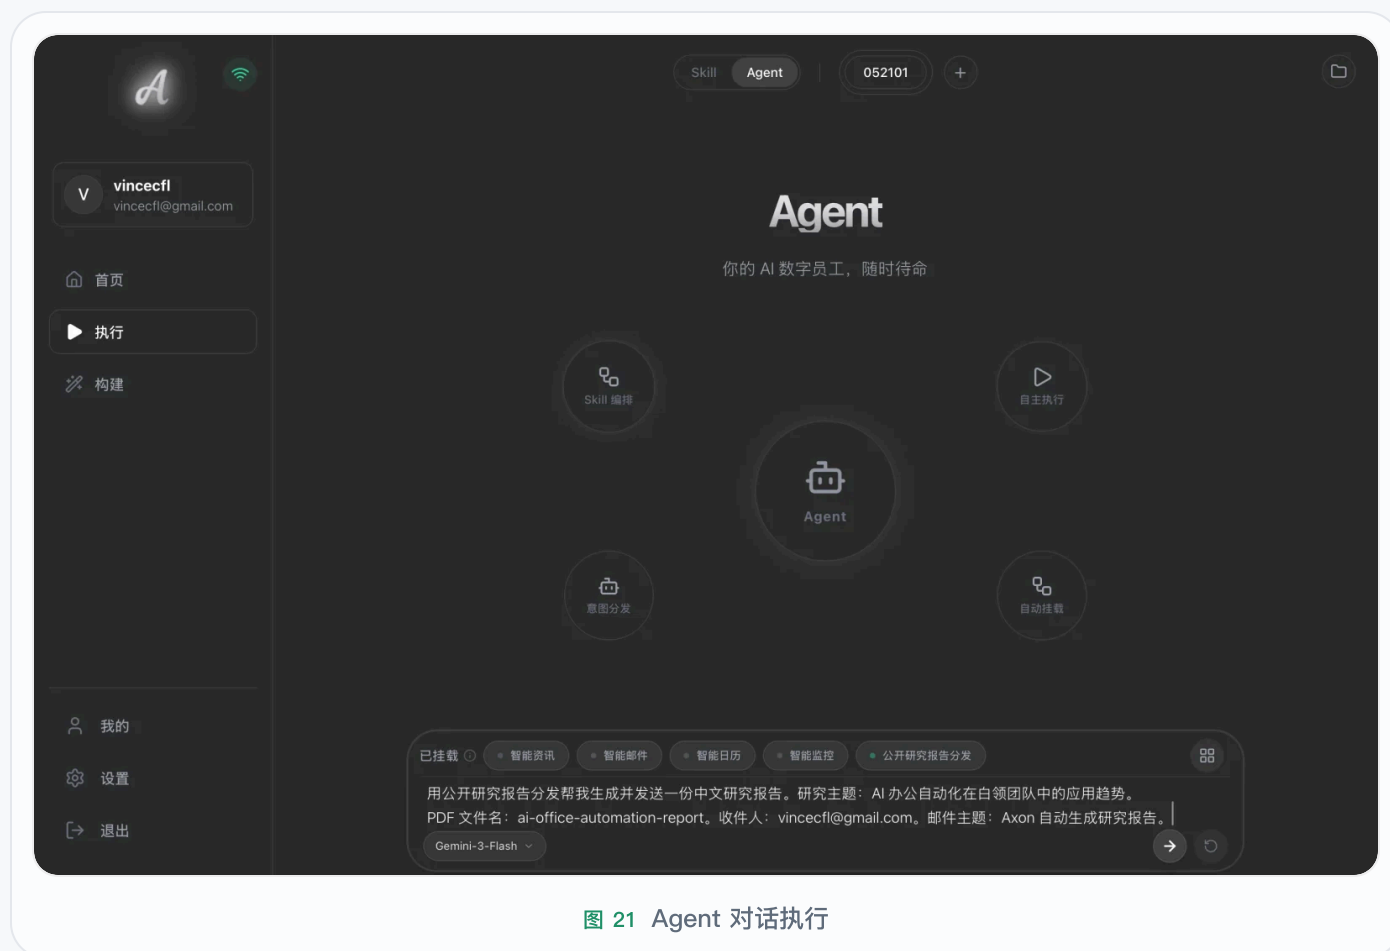 A
Skill Agent 052101
V
vincecfl
vincecfl@gmail.com
首页
执行
构建
我的
设置
退出
Agent
你的 AI 数字员工，随时待命
Skill 编排
自主执行
Agent
意图分发
自动挂载
已挂载 智能资讯 智能邮件 智能日历 智能监控 公开研究报告分发
用公开研究报告分发帮我生成并发送一份中文研究报告。研究主题：AI 办公自动化在白领团队中的应用趋势。
PDF 文件名：ai-office-automation-report。收件人：vincecfl@gmail.com。邮件主题：Axon 自动生成研究报告。
Gemini-3-Flash
图 21 Agent 对话执行